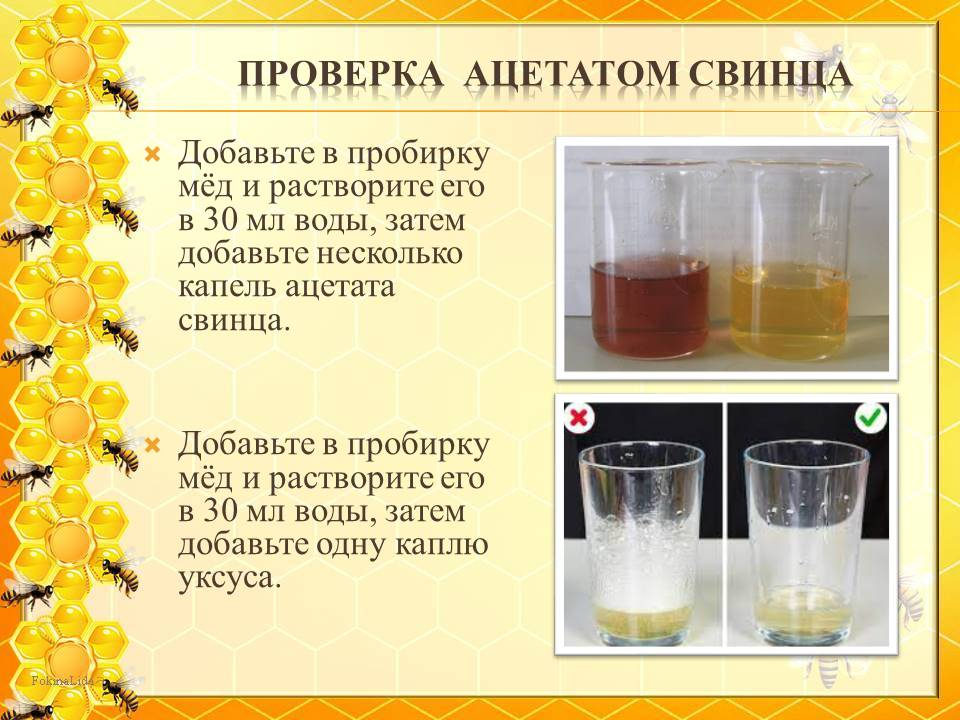 ПРОВЕРКА АЦЕТАТОМ СВИНЦА
Добавьте в пробирку
мёд и растворите его
в 30 мл воды, затем
добавьте несколько
капель ацетата
свинца.
Добавьте в пробирку
мёд и растворите его
в 30 мл воды, затем
добавьте одну каплю
уксуса.
FokinaLida